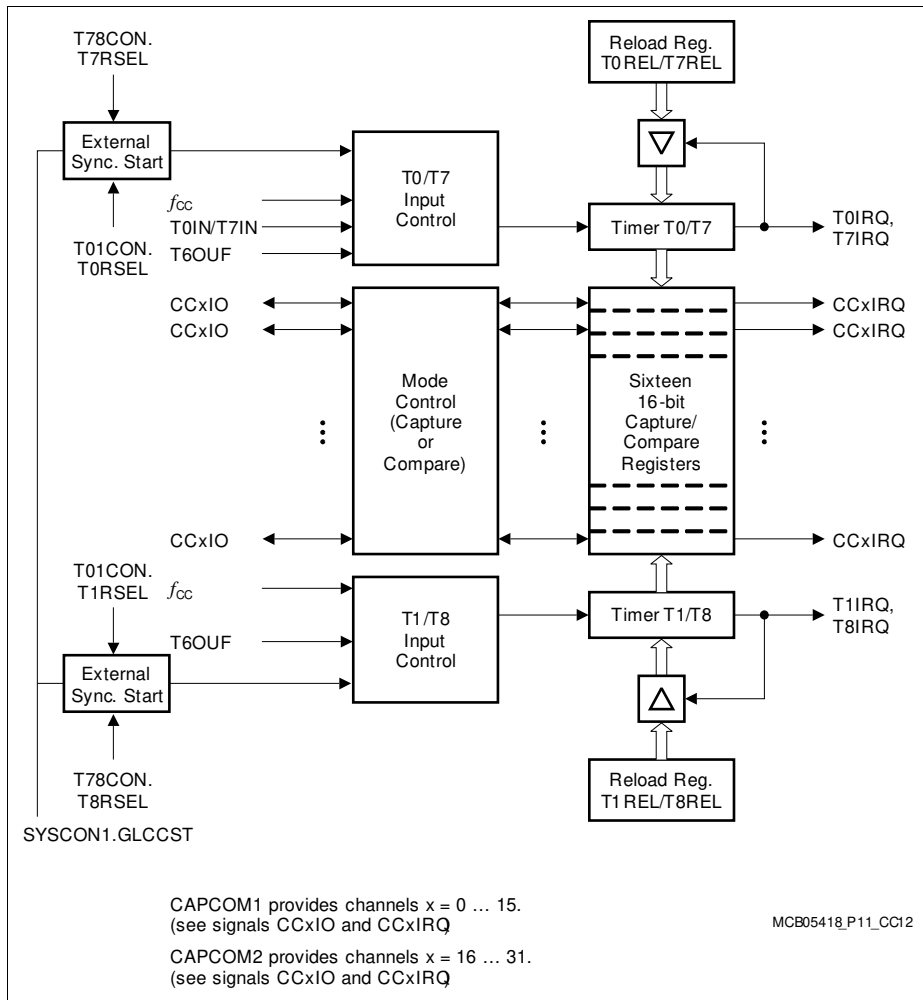 T78CON.
T7RSEL
Reload Reg.
T0REL/T7REL
External
Sync. Start
T0/T7
Input
Control
fCC
T0IN/T7IN
T6OUF
T01CON.
T0RSEL
Timer T0/T7
T0IRQ,
T7IRQ
CCxIO
CCxIO
CCxIO
Mode
Control
(Capture
or
Compare)
Sixteen
16-bit
Capture/
Compare
Registers
CCxIRQ
CCxIRQ
CCxIRQ
T01CON.
T1RSEL
fCC
T6OUF
T1/T8
Input
Control
Timer T1/T8
T1IRQ,
T8IRQ
External
Sync. Start
T78CON.
T8RSEL
Reload Reg.
T1REL/T8REL
SYSCON1.GLCCST
CAPCOM1 provides channels x = 0 … 15.
(see signals CCxIO and CCxIRQ)
CAPCOM2 provides channels x = 16 … 31.
(see signals CCxIO and CCxIRQ)
MCB05418_P11_CC12